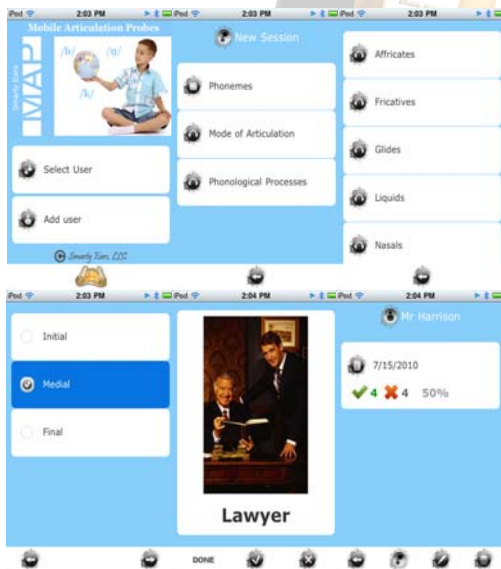 iPod 2:03 PM
Mobile Articulation Probes
Smarty Ears
MAP
/b/ /g/
/k/
Select User
Add user
© Smarty Ears, LLC
iPod 2:03 PM
New Session
Phonemes
Mode of Articulation
Phonological Processes
iPod 2:03 PM
Affricates
Fricatives
Glides
Liquids
Nasals
iPod 2:03 PM
Initial
Medial
Final
iPod 2:04 PM
Lawyer
DONE
iPod 2:04 PM
Mr Harrison
7/15/2010
4 4 50%